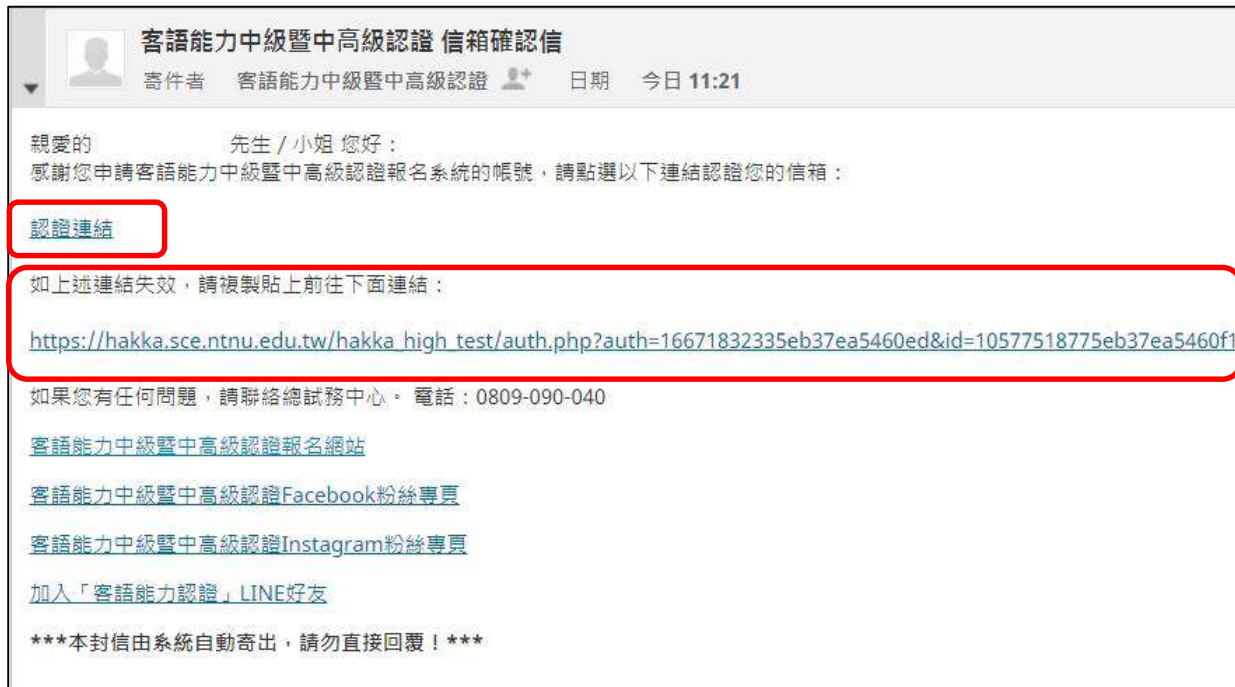 客語能力中級暨中高級認證 信箱確認信
寄件者 客語能力中級暨中高級認證 日期 今日 11:21
親愛的 先生 / 小姐 您好：
感謝您申請客語能力中級暨中高級認證報名系統的帳號，請點選以下連結認證您的信箱：
認證連結
如上述連結失效，請複製貼上前往下面連結：
https://hakka.sce.ntnu.edu.tw/hakka_high_test/auth.php?auth=16671832335eb37ea5460ed&id=10577518775eb37ea5460f1
如果您有任何問題，請聯絡總試務中心。 電話：0809-090-040
客語能力中級暨中高級認證報名網站
客語能力中級暨中高級認證Facebook粉絲專頁
客語能力中級暨中高級認證Instagram粉絲專頁
加入「客語能力認證」LINE好友
***本封信由系統自動寄出，請勿直接回覆！***